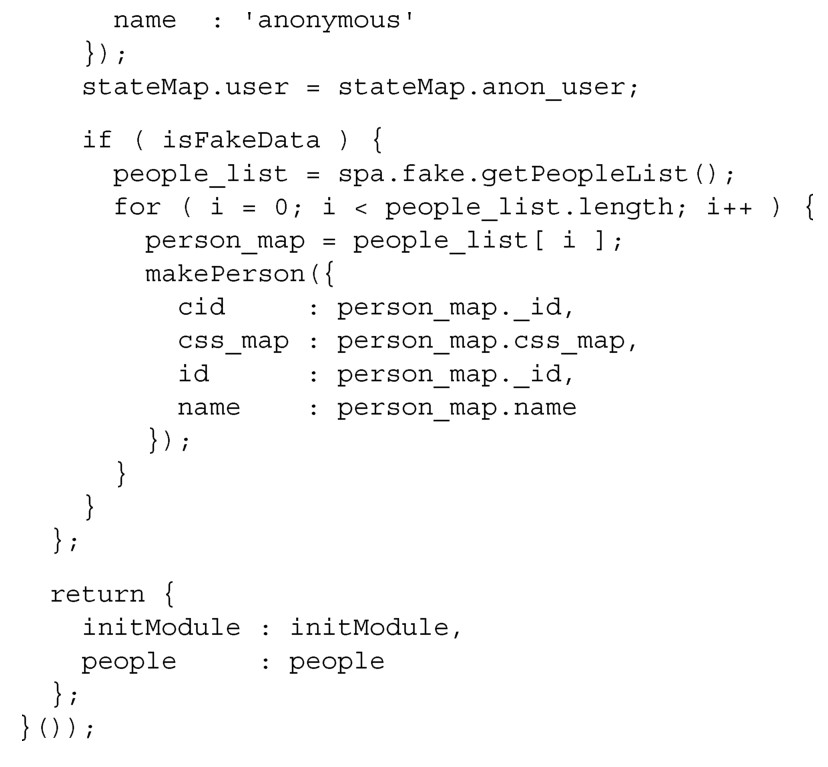 name  : 'anonymous'
    });
    stateMap.user = stateMap.anon_user;

    if ( isFakeData ) {
      people_list = spa.fake.getPeopleList();
      for ( i = 0; i < people_list.length; i++ ) {
        person_map = people_list[ i ];
        makePerson({
          cid     : person_map._id,
          css_map : person_map.css_map,
          id      : person_map._id,
          name    : person_map.name
        });
      }
    }
  };

  return {
    initModule : initModule,
    people     : people
  };
}());